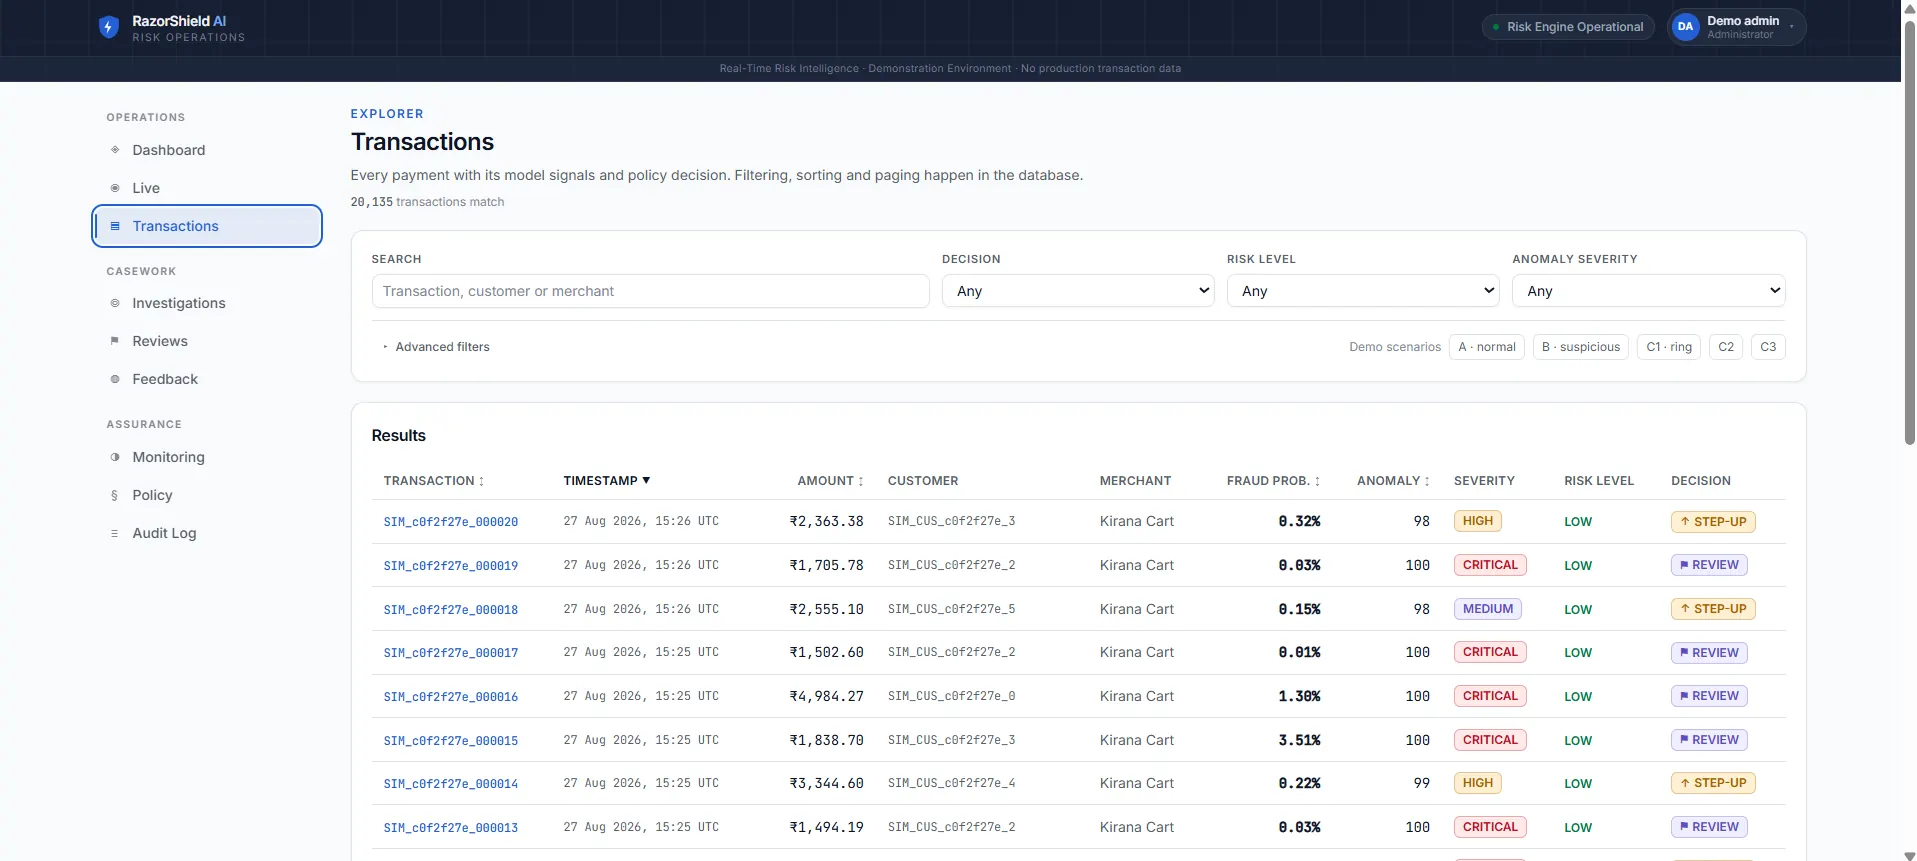 RazorShield AI
RISK OPERATIONS
Risk Engine Operational
DA
Demo admin
Administrator
Real-Time Risk Intelligence · Demonstration Environment · No production transaction data
OPERATIONS
Dashboard
Live
Transactions
CASEWORK
Investigations
Reviews
Feedback
ASSURANCE
Monitoring
§ Policy
Audit Log
EXPLORER
Transactions
Every payment with its model signals and policy decision. Filtering, sorting and paging happen in the database.
20,135 transactions match
SEARCH DECISION RISK LEVEL ANOMALY SEVERITY
Transaction, customer or merchant Any Any Any
Advanced filters Demo scenarios A · normal B · suspicious C1 · ring C2 C3
Results
TRANSACTION ↕ TIMESTAMP ▼ AMOUNT ↕ CUSTOMER MERCHANT FRAUD PROB. ↕ ANOMALY ↕ SEVERITY RISK LEVEL DECISION
SIM_c0f2f27e_000020 27 Aug 2026, 15:26 UTC ₹2,363.38 SIM_CUS_c0f2f27e_3 Kirana Cart 0.32% 98 HIGH LOW ↑ STEP-UP
SIM_c0f2f27e_000019 27 Aug 2026, 15:26 UTC ₹1,705.78 SIM_CUS_c0f2f27e_2 Kirana Cart 0.03% 100 CRITICAL LOW REVIEW
SIM_c0f2f27e_000018 27 Aug 2026, 15:26 UTC ₹2,555.10 SIM_CUS_c0f2f27e_5 Kirana Cart 0.15% 98 MEDIUM LOW ↑ STEP-UP
SIM_c0f2f27e_000017 27 Aug 2026, 15:25 UTC ₹1,502.60 SIM_CUS_c0f2f27e_2 Kirana Cart 0.01% 100 CRITICAL LOW REVIEW
SIM_c0f2f27e_000016 27 Aug 2026, 15:25 UTC ₹4,984.27 SIM_CUS_c0f2f27e_0 Kirana Cart 1.30% 100 CRITICAL LOW REVIEW
SIM_c0f2f27e_000015 27 Aug 2026, 15:25 UTC ₹1,838.70 SIM_CUS_c0f2f27e_3 Kirana Cart 3.51% 100 CRITICAL LOW REVIEW
SIM_c0f2f27e_000014 27 Aug 2026, 15:25 UTC ₹3,344.60 SIM_CUS_c0f2f27e_4 Kirana Cart 0.22% 99 HIGH LOW ↑ STEP-UP
SIM_c0f2f27e_000013 27 Aug 2026, 15:25 UTC ₹1,494.19 SIM_CUS_c0f2f27e_2 Kirana Cart 0.03% 100 CRITICAL LOW REVIEW